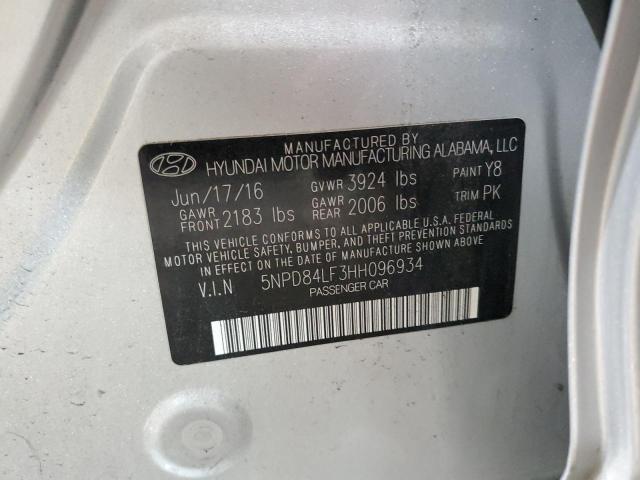 MANUFACTURED BY
HYUNDAI MOTOR MANUFACTURING ALABAMA, LLC
Jun/17/16 GVWR 3924 lbs PAINT Y8
GAWR FRONT 2183 lbs GAWR REAR 2006 lbs TRIM PK
THIS VEHICLE CONFORMS TO ALL APPLICABLE U.S.A. FEDERAL
MOTOR VEHICLE SAFETY, BUMPER, AND THEFT PREVENTION STANDARDS
IN EFFECT ON THE DATE OF MANUFACTURE SHOWN ABOVE.
V.I.N 5NPD84LF3HH096934
PASSENGER CAR